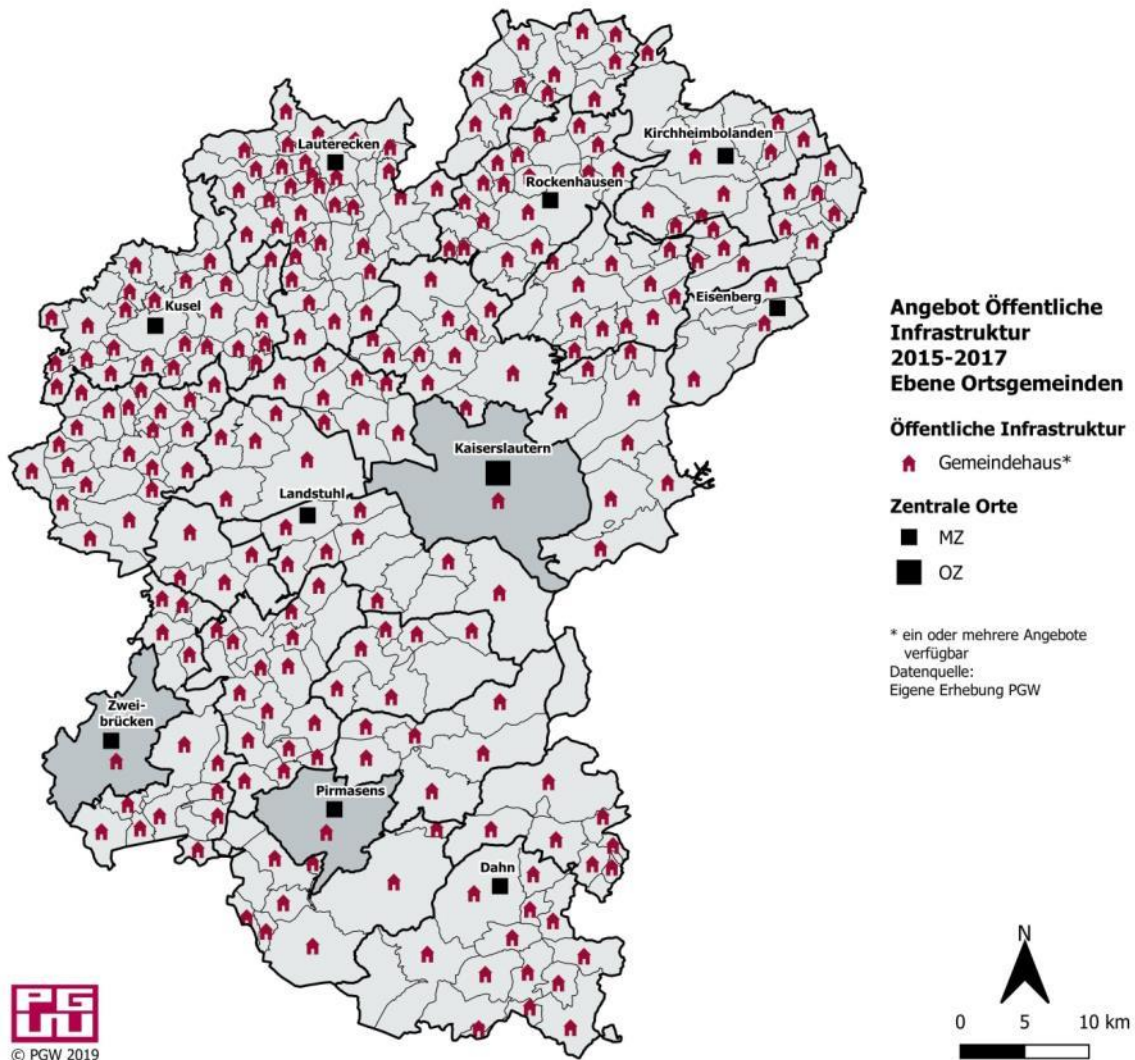 Kirchheimbolanden
Lauterecken
Rockenhausen
Eisenberg
Kusel
Kaiserslautern
Landstuhl
Zwei-
brücken
Pirmasens
Dahn
Angebot Öffentliche
Infrastruktur
2015-2017
Ebene Ortsgemeinden
Öffentliche Infrastruktur
Gemeindehaus*
Zentrale Orte
MZ
OZ
* ein oder mehrere Angebote
verfügbar
Datenquelle:
Eigene Erhebung PGW
N
0 5 10 km
PGW
© PGW 2019